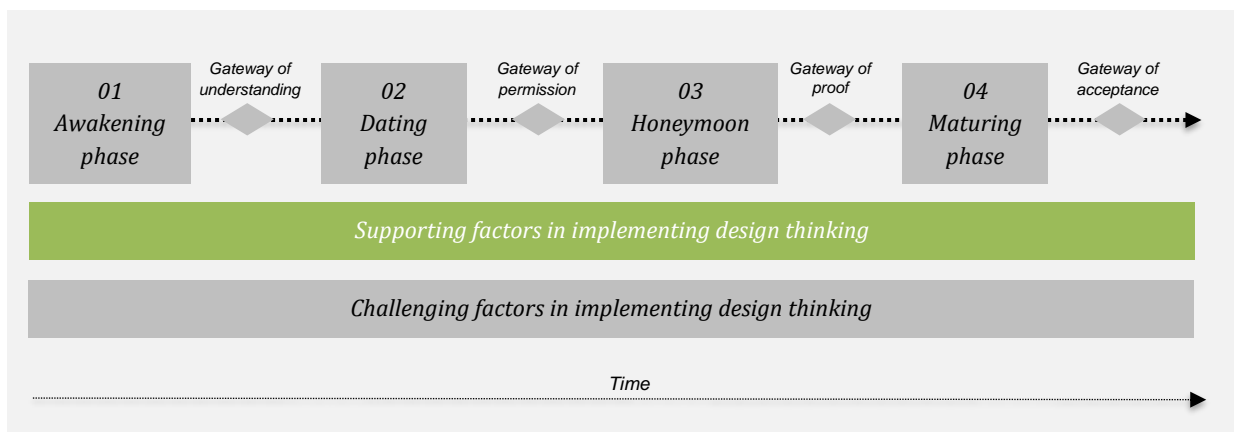 01
Awakening
phase
Gateway of
understanding
02
Dating
phase
Gateway of
permission
03
Honeymoon
phase
Gateway of
proof
04
Maturing
phase
Gateway of
acceptance
Supporting factors in implementing design thinking
Challenging factors in implementing design thinking
Time